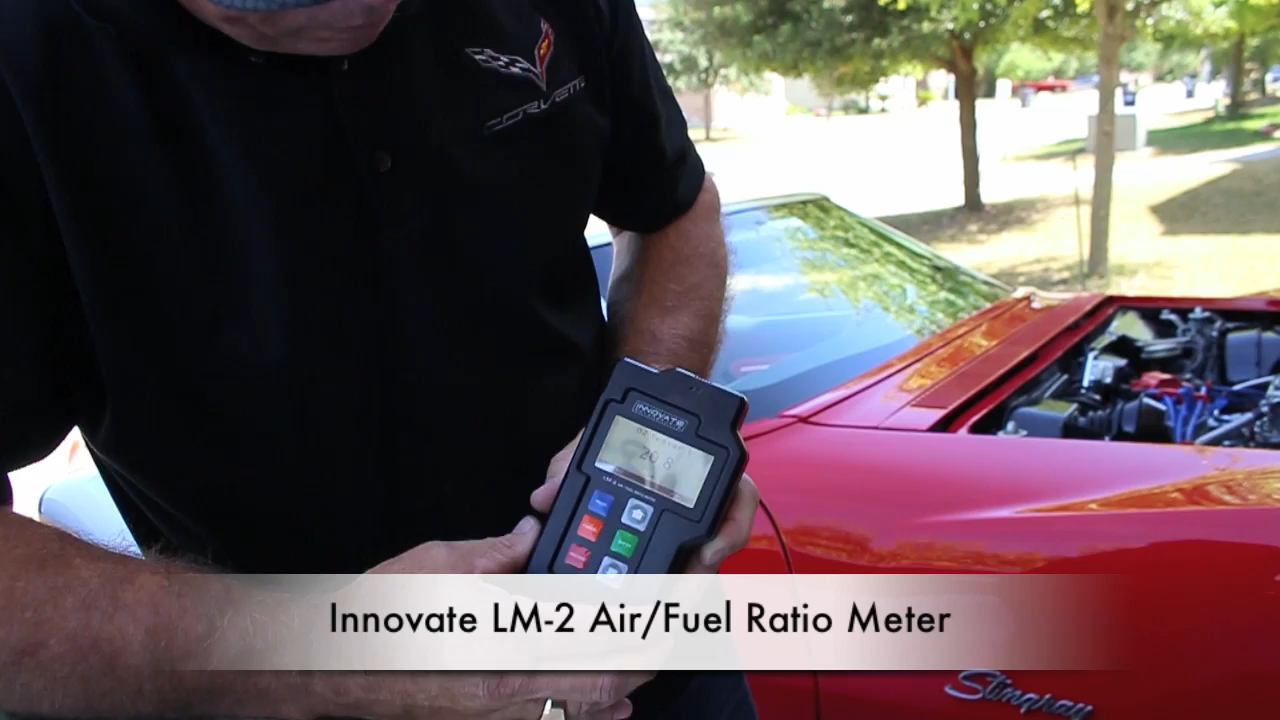 CORVETTE
INNOVATE
20.8
Innovate LM-2 Air/Fuel Ratio Meter
Stingray